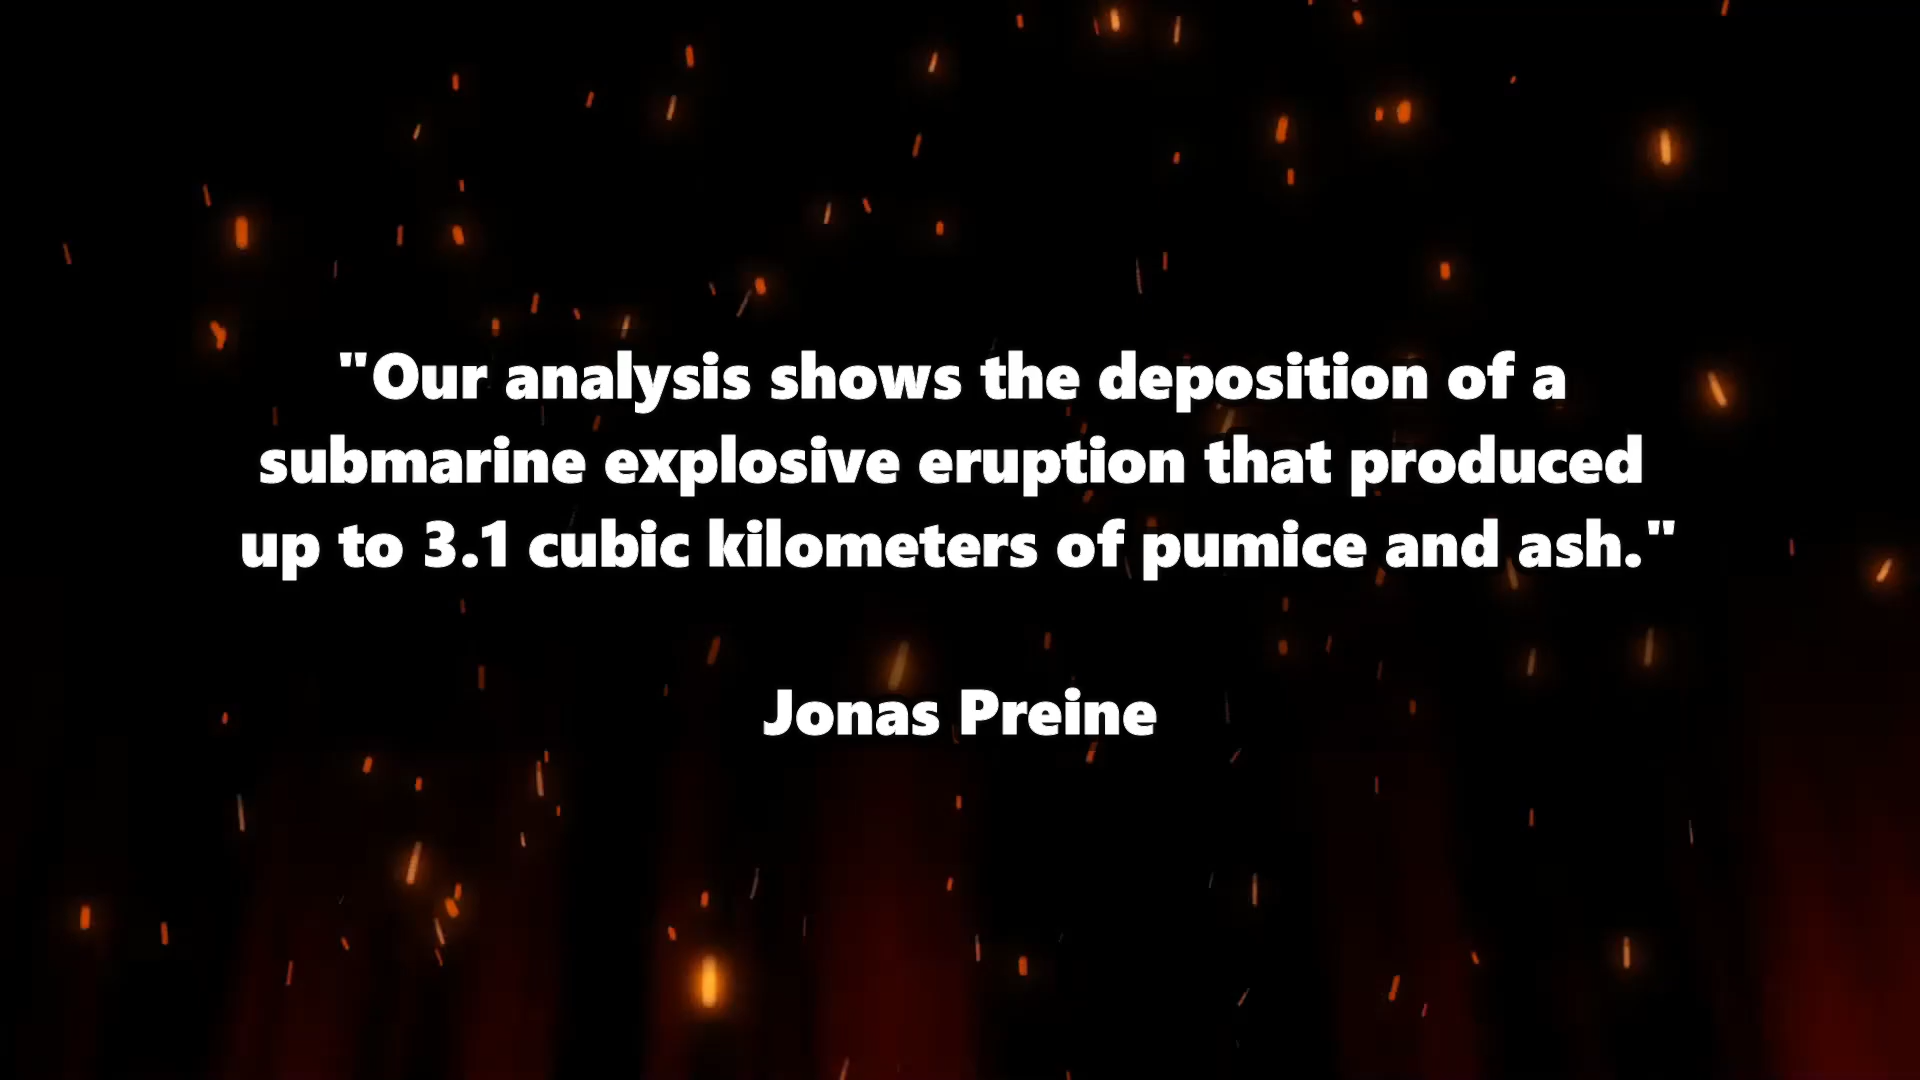 "Our analysis shows the deposition of a
submarine explosive eruption that produced
up to 3.1 cubic kilometers of pumice and ash."
Jonas Preine